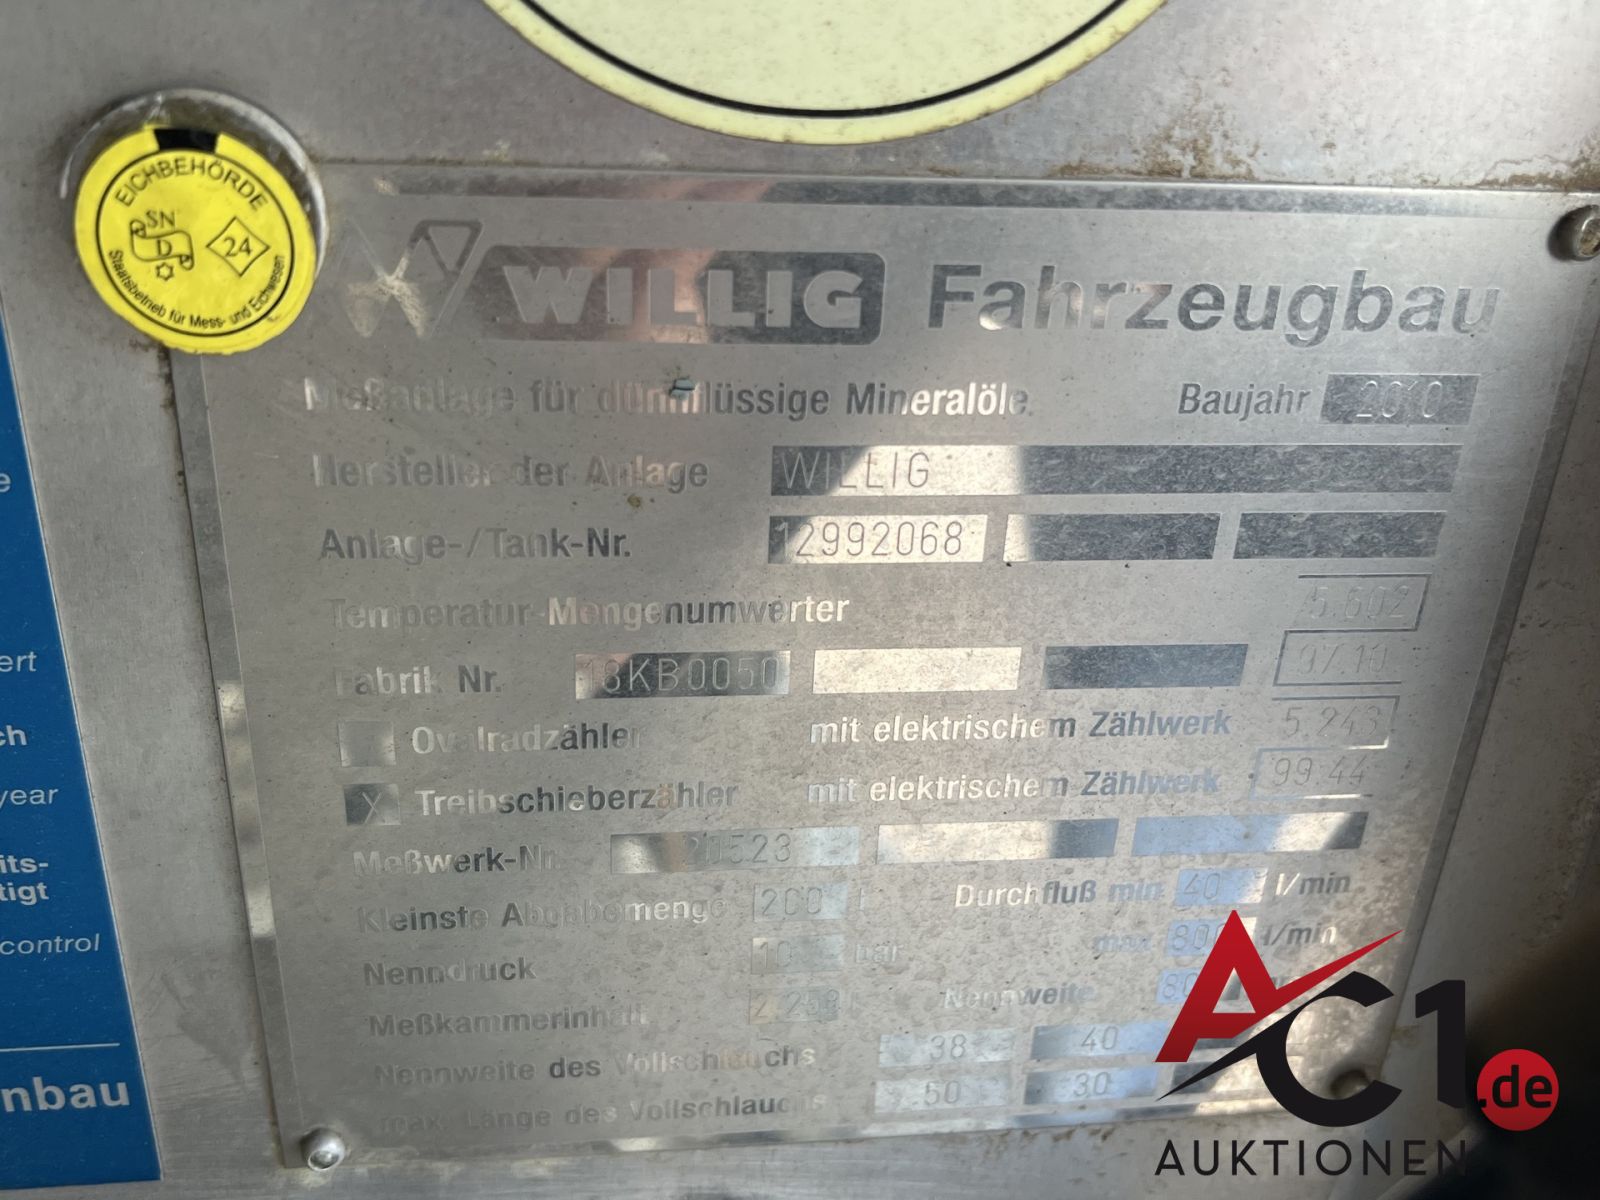 EICHBEHÖRDE
SN
D
24
Staatsbetrieb für Mess- und Eichwesen
WILLIG Fahrzeugbau
Meßanlage für dünnflüssige Mineralöle
Baujahr 2010
Hersteller der Anlage WILLIG
Anlage-/Tank-Nr. 12992068
Temperatur-Mengenumwerter 5.602
Fabrik Nr. 18KB0050 07.10
Ovalradzähler mit elektrischem Zählwerk 5.243
X Treibschieberzähler mit elektrischem Zählwerk 99.44
Meßwerk-Nr. 20523
Kleinste Abgabemenge 200 l Durchfluß min 40 l/min
Nenndruck 10 bar max 800 l/min
Meßkammerinhalt l Nennweite 80
Nennweite des Vollschlauchs 38 40
max. Länge des Vollschlauchs 50 30
e
ert
ch
year
its-
tigt
control
nbau
AC1.de
AUKTIONEN